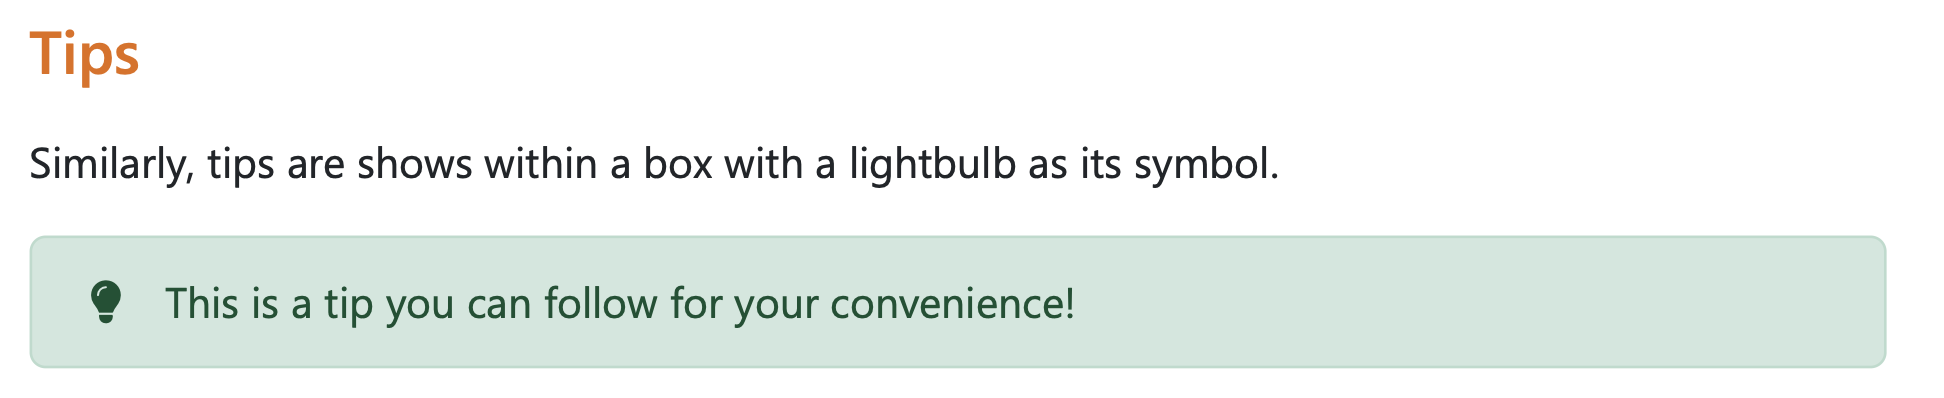 Tips
Similarly, tips are shows within a box with a lightbulb as its symbol.
This is a tip you can follow for your convenience!